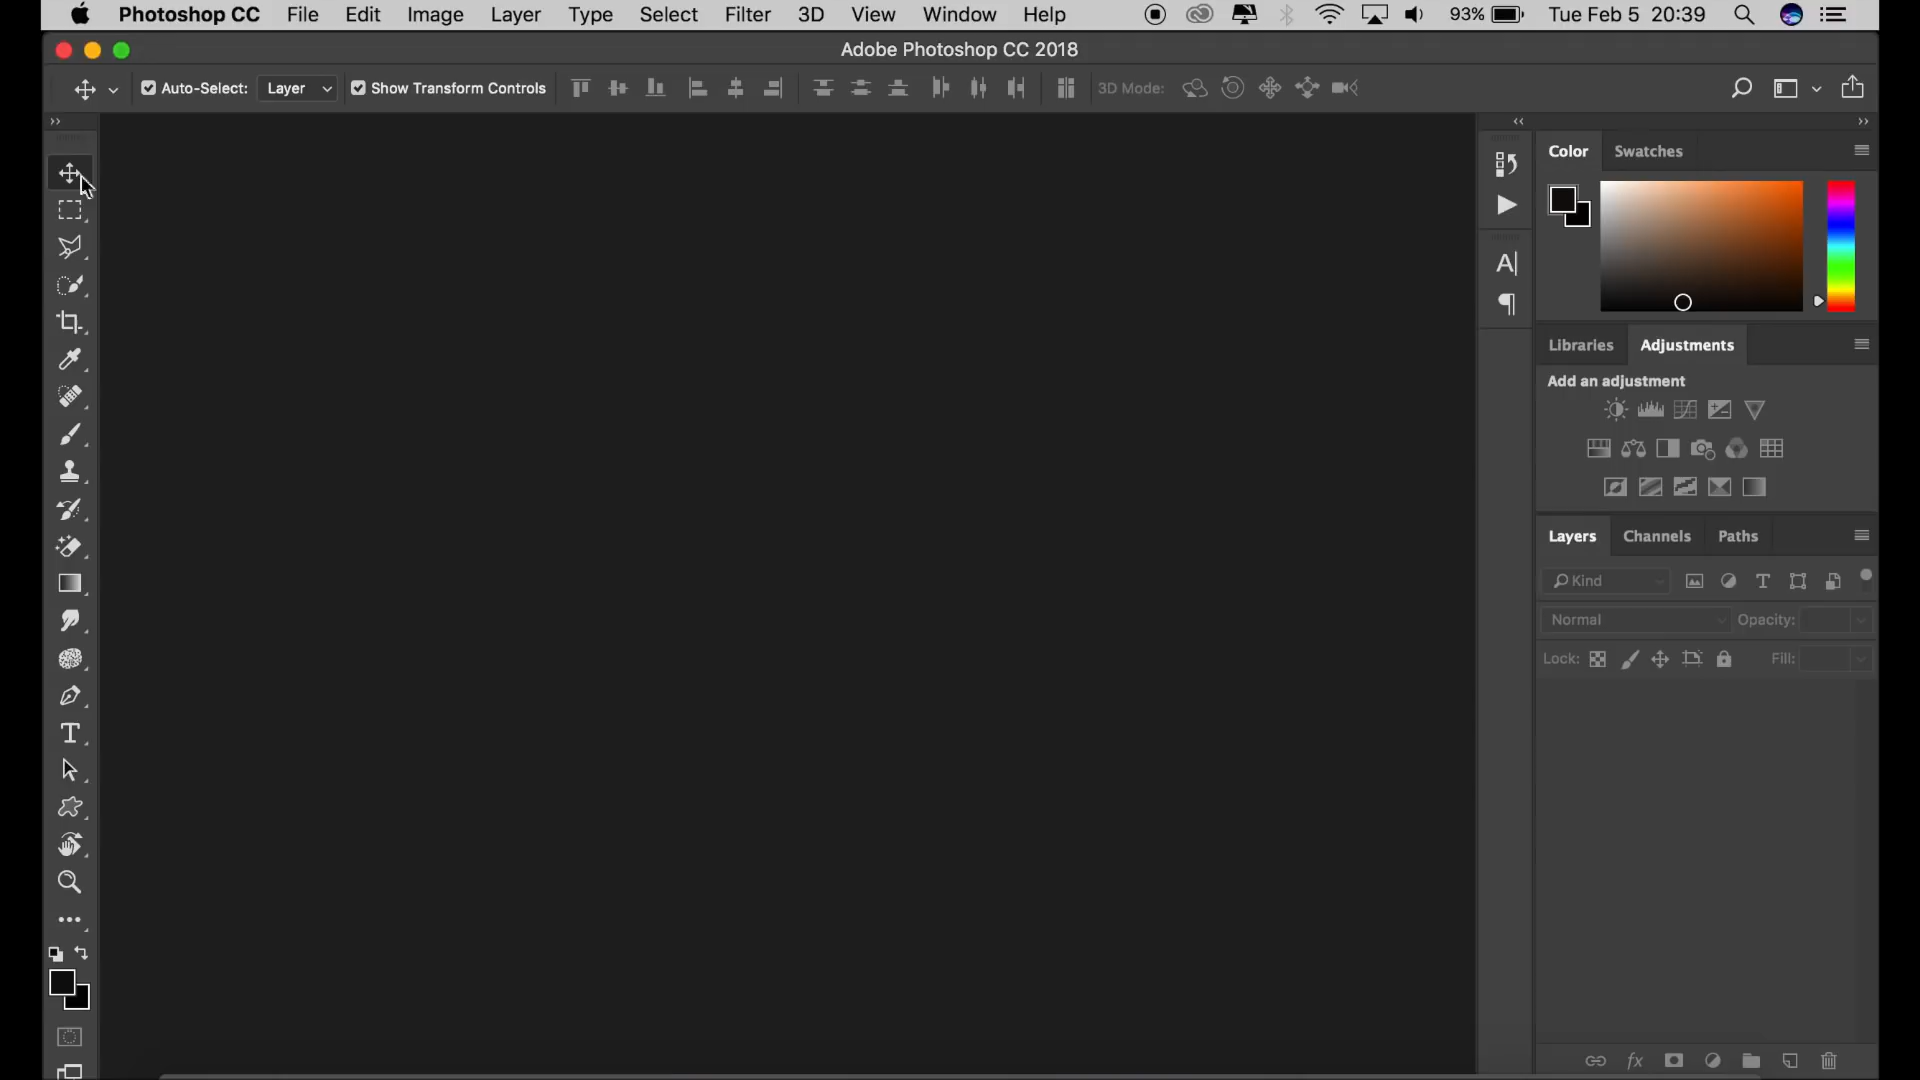 Photoshop CC File Edit Image Layer Type Select Filter 3D View Window Help 93% Tue Feb 5 20:39
Adobe Photoshop CC 2018
Auto-Select: Layer Show Transform Controls 3D Mode:
Color Swatches
Libraries Adjustments
Add an adjustment
Layers Channels Paths
Kind
Normal Opacity:
Lock: Fill: